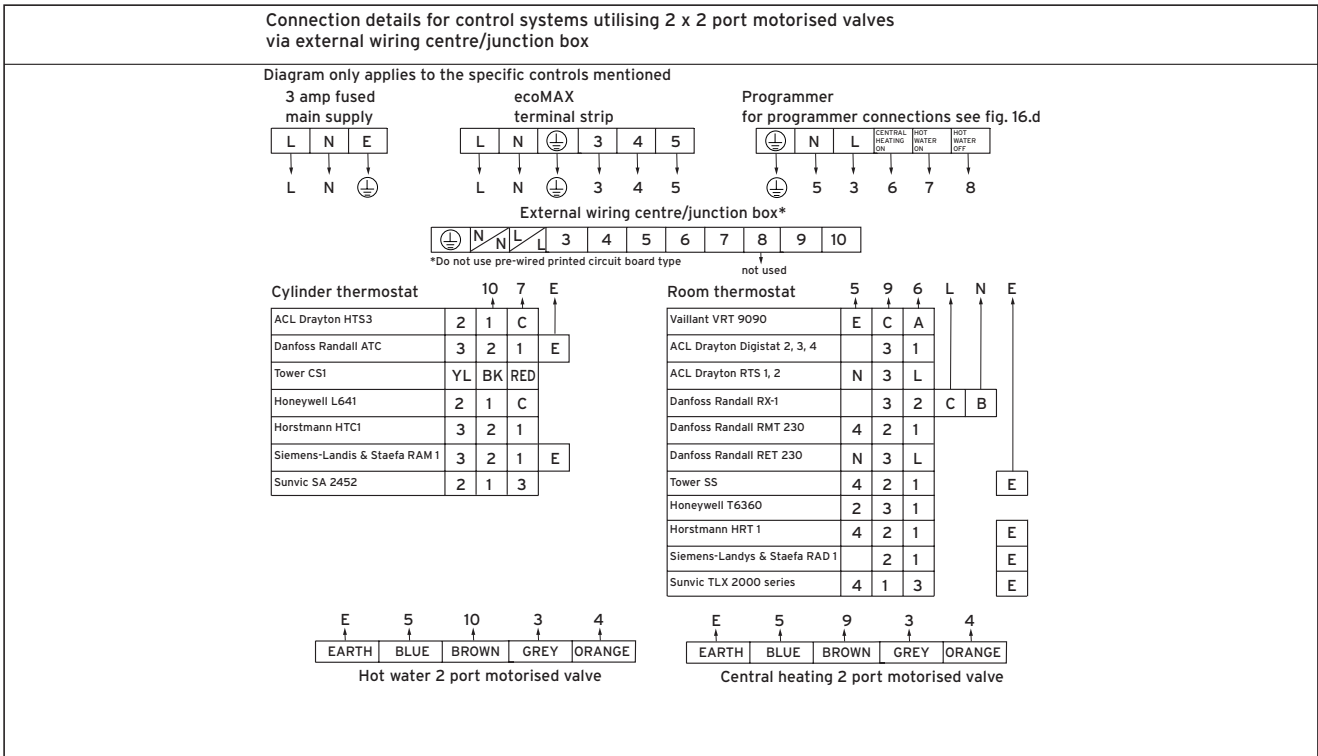 Connection details for control systems utilising 2 x 2 port motorised valves
via external wiring centre/junction box
Diagram only applies to the specific controls mentioned
3 amp fused
main supply
L N E
L N
ecoMAX
terminal strip
L N 3 4 5
L N 3 4 5
Programmer
for programmer connections see fig. 16.d
N L CENTRAL HEATING ON HOT WATER ON HOT WATER OFF
5 3 6 7 8
External wiring centre/junction box*
N N L L 3 4 5 6 7 8 9 10
*Do not use pre-wired printed circuit board type
not used
Cylinder thermostat 10 7 E
ACL Drayton HTS3 2 1 C
Danfoss Randall ATC 3 2 1 E
Tower CS1 YL BK RED
Honeywell L641 2 1 C
Horstmann HTC1 3 2 1
Siemens-Landis & Staefa RAM 1 3 2 1 E
Sunvic SA 2452 2 1 3
Room thermostat 5 9 6 L N E
Vaillant VRT 9090 E C A
ACL Drayton Digistat 2, 3, 4 3 1
ACL Drayton RTS 1, 2 N 3 L
Danfoss Randall RX-1 3 2 C B
Danfoss Randall RMT 230 4 2 1
Danfoss Randall RET 230 N 3 L
Tower SS 4 2 1 E
Honeywell T6360 2 3 1
Horstmann HRT 1 4 2 1 E
Siemens-Landys & Staefa RAD 1 2 1 E
Sunvic TLX 2000 series 4 1 3 E
E 5 10 3 4
EARTH BLUE BROWN GREY ORANGE
Hot water 2 port motorised valve
E 5 9 3 4
EARTH BLUE BROWN GREY ORANGE
Central heating 2 port motorised valve